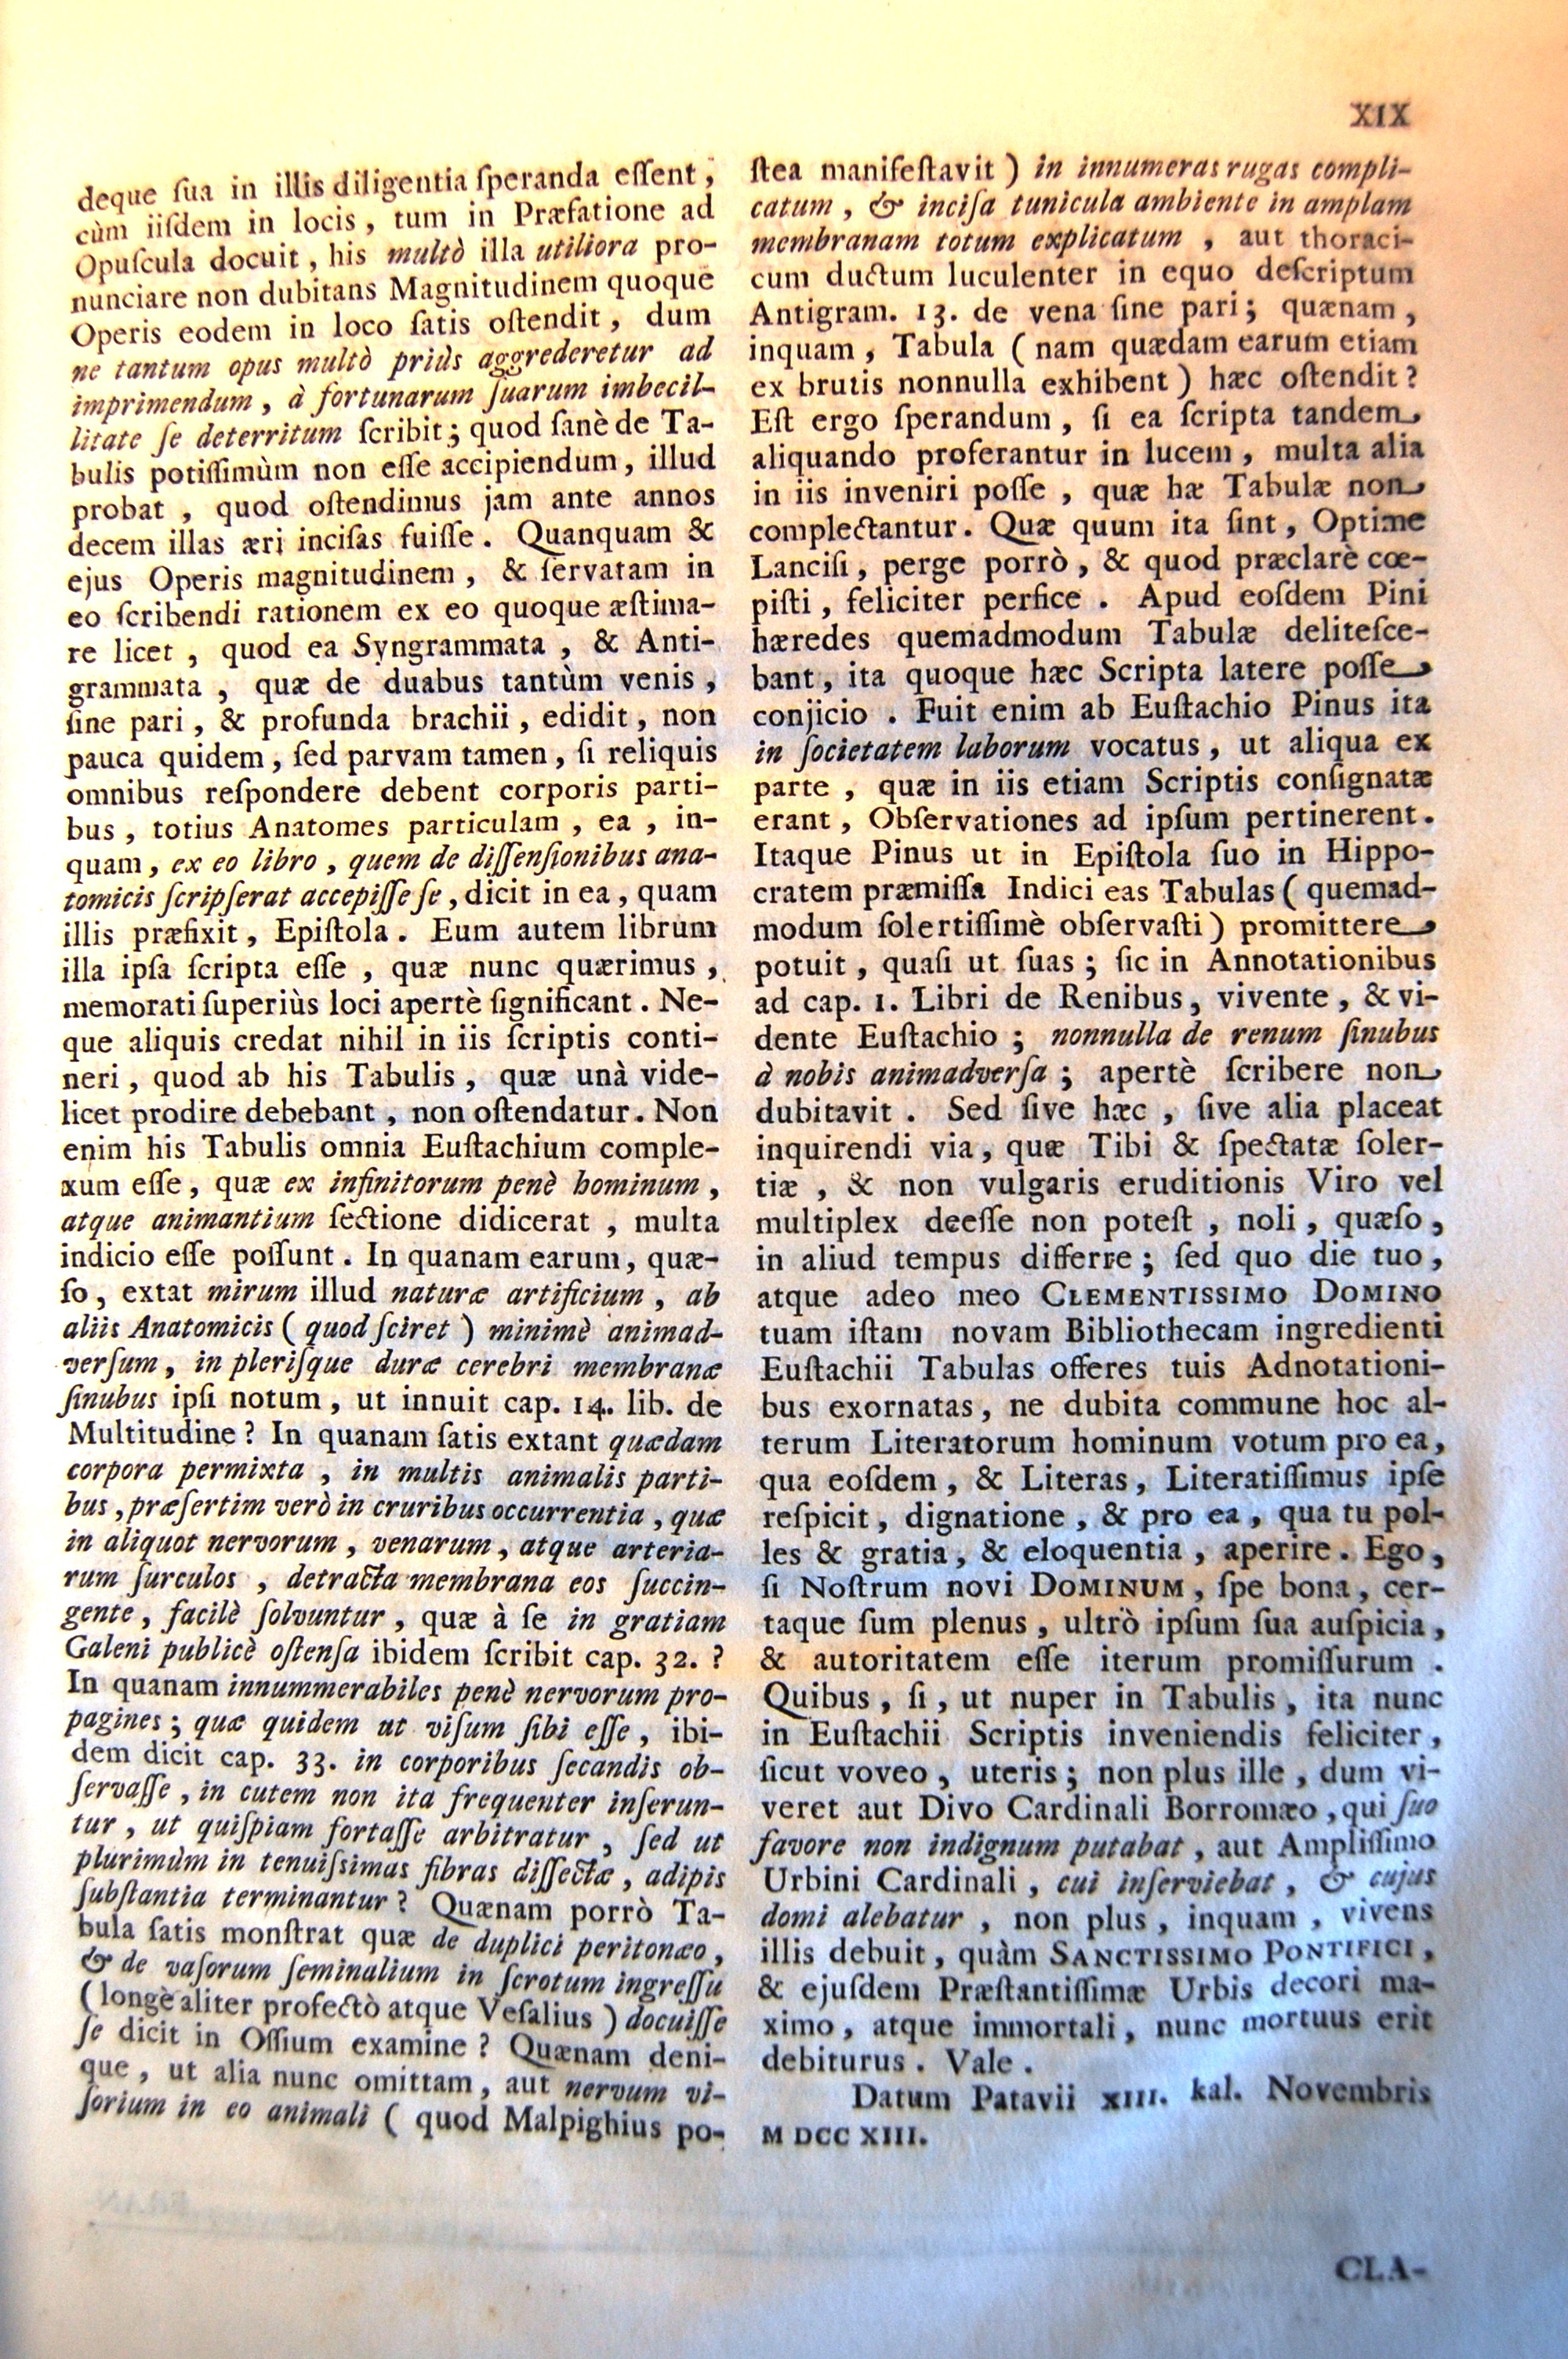 XIX
deque ſua in illis diligentia ſperanda eſſent,
cùm iiſdem in locis, tum in Præfatione ad
Opuſcula docuit, his multò illa utiliora pro-
nunciare non dubitans Magnitudinem quoque
Operis eodem in loco ſatis oſtendit, dum
ne tantum opus multò priùs aggrederetur ad
imprimendum, à fortunarum ſuarum imbecil-
litate ſe deterritum ſcribit; quod ſanè de Ta-
bulis potiſſimùm non eſſe accipiendum, illud
probat, quod oſtendimus jam ante annos
decem illas æri inciſas fuiſſe. Quanquam &
ejus Operis magnitudinem, & ſervatam in
eo ſcribendi rationem ex eo quoque æſtima-
re licet, quod ea Syngrammata, & Anti-
grammata, quæ de duabus tantùm venis,
ſine pari, & profunda brachii, edidit, non
pauca quidem, ſed parvam tamen, ſi reliquis
omnibus reſpondere debent corporis parti-
bus, totius Anatomes particulam, ea, in-
quam, ex eo libro, quem de diſſenſionibus ana-
tomicis ſcripſerat accepiſſe ſe, dicit in ea, quam
illis præfixit, Epiſtola. Eum autem librum
illa ipſa ſcripta eſſe, quæ nunc quærimus,
memorati ſuperiùs loci apertè ſignificant. Ne-
que aliquis credat nihil in iis ſcriptis conti-
neri, quod ab his Tabulis, quæ unà vide-
licet prodire debebant, non oſtendatur. Non
enim his Tabulis omnia Euſtachium comple-
xum eſſe, quæ ex infinitorum penè hominum,
atque animantium ſectione didicerat, multa
indicio eſſe poſſunt. In quanam earum, quæ-
ſo, extat mirum illud naturæ artificium, ab
aliis Anatomicis (quod ſciret) minimè animad-
verſum, in pleriſque duræ cerebri membranæ
ſinubus ipſi notum, ut innuit cap. 14. lib. de
Multitudine? In quanam ſatis extant quædam
corpora permixta, in multis animalis parti-
bus, præſertim verò in cruribus occurrentia, quæ
in aliquot nervorum, venarum, atque arteria-
rum ſurculos, detracta membrana eos ſuccin-
gente, facilè ſolvuntur, quæ à ſe in gratiam
Galeni publicè oſtenſa ibidem ſcribit cap. 32.?
In quanam innummerabiles penè nervorum pro-
pagines; quæ quidem ut viſum ſibi eſſe, ibi-
dem dicit cap. 33. in corporibus ſecandis ob-
ſervaſſe, in cutem non ita frequenter inſerun-
tur, ut quiſpiam fortaſſe arbitratur, ſed ut
plurimùm in tenuiſsimas fibras diſſectæ, adipis
ſubſtantia terminantur? Quænam porrò Ta-
bula ſatis monſtrat quæ de duplici peritonæo,
& de vaſorum ſeminalium in ſcrotum ingreſſu
(longè aliter profectò atque Veſalius) docuiſſe
ſe dicit in Oſſium examine? Quænam deni-
que, ut alia nunc omittam, aut nervum vi-
ſorium in eo animali (quod Malpighius po-
ſtea manifeſtavit) in innumeras rugas compli-
catum, & inciſa tunicula ambiente in amplam
membranam totum explicatum, aut thoraci-
cum ductum luculenter in equo deſcriptum
Antigram. 13. de vena ſine pari; quænam,
inquam, Tabula (nam quædam earum etiam
ex brutis nonnulla exhibent) hæc oſtendit?
Eſt ergo ſperandum, ſi ea ſcripta tandem
aliquando proferantur in lucem, multa alia
in iis inveniri poſſe, quæ hæ Tabulæ non
complectantur. Quæ quum ita ſint, Optime
Lanciſi, perge porrò, & quod præclarè cœ-
piſti, feliciter perfice. Apud eoſdem Pini
hæredes quemadmodum Tabulæ deliteſce-
bant, ita quoque hæc Scripta latere poſſe
conjicio. Fuit enim ab Euſtachio Pinus ita
in ſocietatem laborum vocatus, ut aliqua ex
parte, quæ in iis etiam Scriptis conſignatæ
erant, Obſervationes ad ipſum pertinerent.
Itaque Pinus ut in Epiſtola ſuo in Hippo-
cratem præmiſſa Indici eas Tabulas (quemad-
modum ſolertiſſimè obſervaſti) promittere
potuit, quaſi ut ſuas; ſic in Annotationibus
ad cap. 1. Libri de Renibus, vivente, & vi-
dente Euſtachio; nonnulla de renum ſinubus
à nobis animadverſa; apertè ſcribere non
dubitavit. Sed ſive hæc, ſive alia placeat
inquirendi via, quæ Tibi & ſpectatæ ſoler-
tiæ, & non vulgaris eruditionis Viro vel
multiplex deeſſe non poteſt, noli, quæſo,
in aliud tempus differre; ſed quo die tuo,
atque adeo meo CLEMENTISSIMO DOMINO
tuam iſtam novam Bibliothecam ingredienti
Euſtachii Tabulas offeres tuis Adnotationi-
bus exornatas, ne dubita commune hoc al-
terum Literatorum hominum votum pro ea,
qua eoſdem, & Literas, Literatiſſimus ipſe
reſpicit, dignatione, & pro ea, qua tu pol-
les & gratia, & eloquentia, aperire. Ego,
ſi Noſtrum novi DOMINUM, ſpe bona, cer-
taque ſum plenus, ultrò ipſum ſua auſpicia,
& autoritatem eſſe iterum promiſſurum.
Quibus, ſi, ut nuper in Tabulis, ita nunc
in Euſtachii Scriptis inveniendis feliciter,
ſicut voveo, uteris; non plus ille, dum vi-
veret aut Divo Cardinali Borromæo, qui ſuo
favore non indignum putabat, aut Ampliſſimo
Urbini Cardinali, cui inſerviebat, & cujus
domi alebatur, non plus, inquam, vivens
illis debuit, quàm SANCTISSIMO PONTIFICI,
& ejuſdem Præſtantiſſimæ Urbis decori ma-
ximo, atque immortali, nunc mortuus erit
debiturus. Vale.
Datum Patavii XIII. kal. Novembris
M DCC XIII.
CLA-